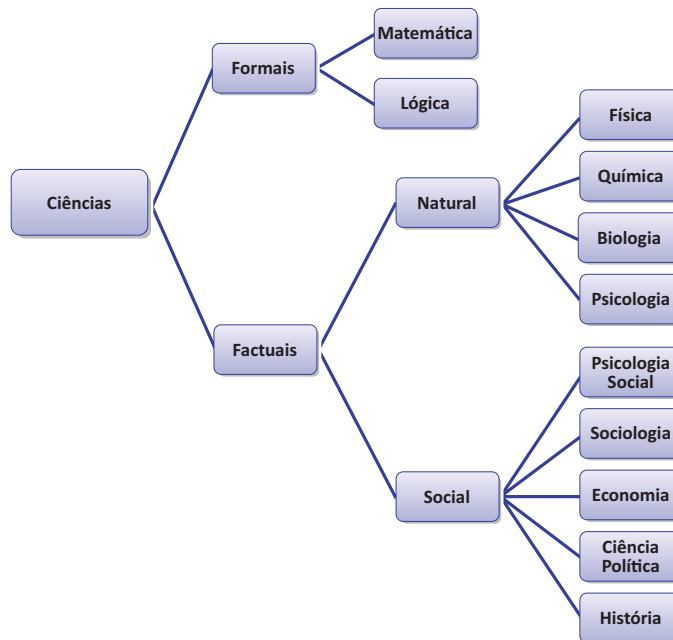 Ciências
Formais
Matemática
Lógica
Factuais
Natural
Física
Química
Biologia
Psicologia
Social
Psicologia
Social
Sociologia
Economia
Ciência
Política
História